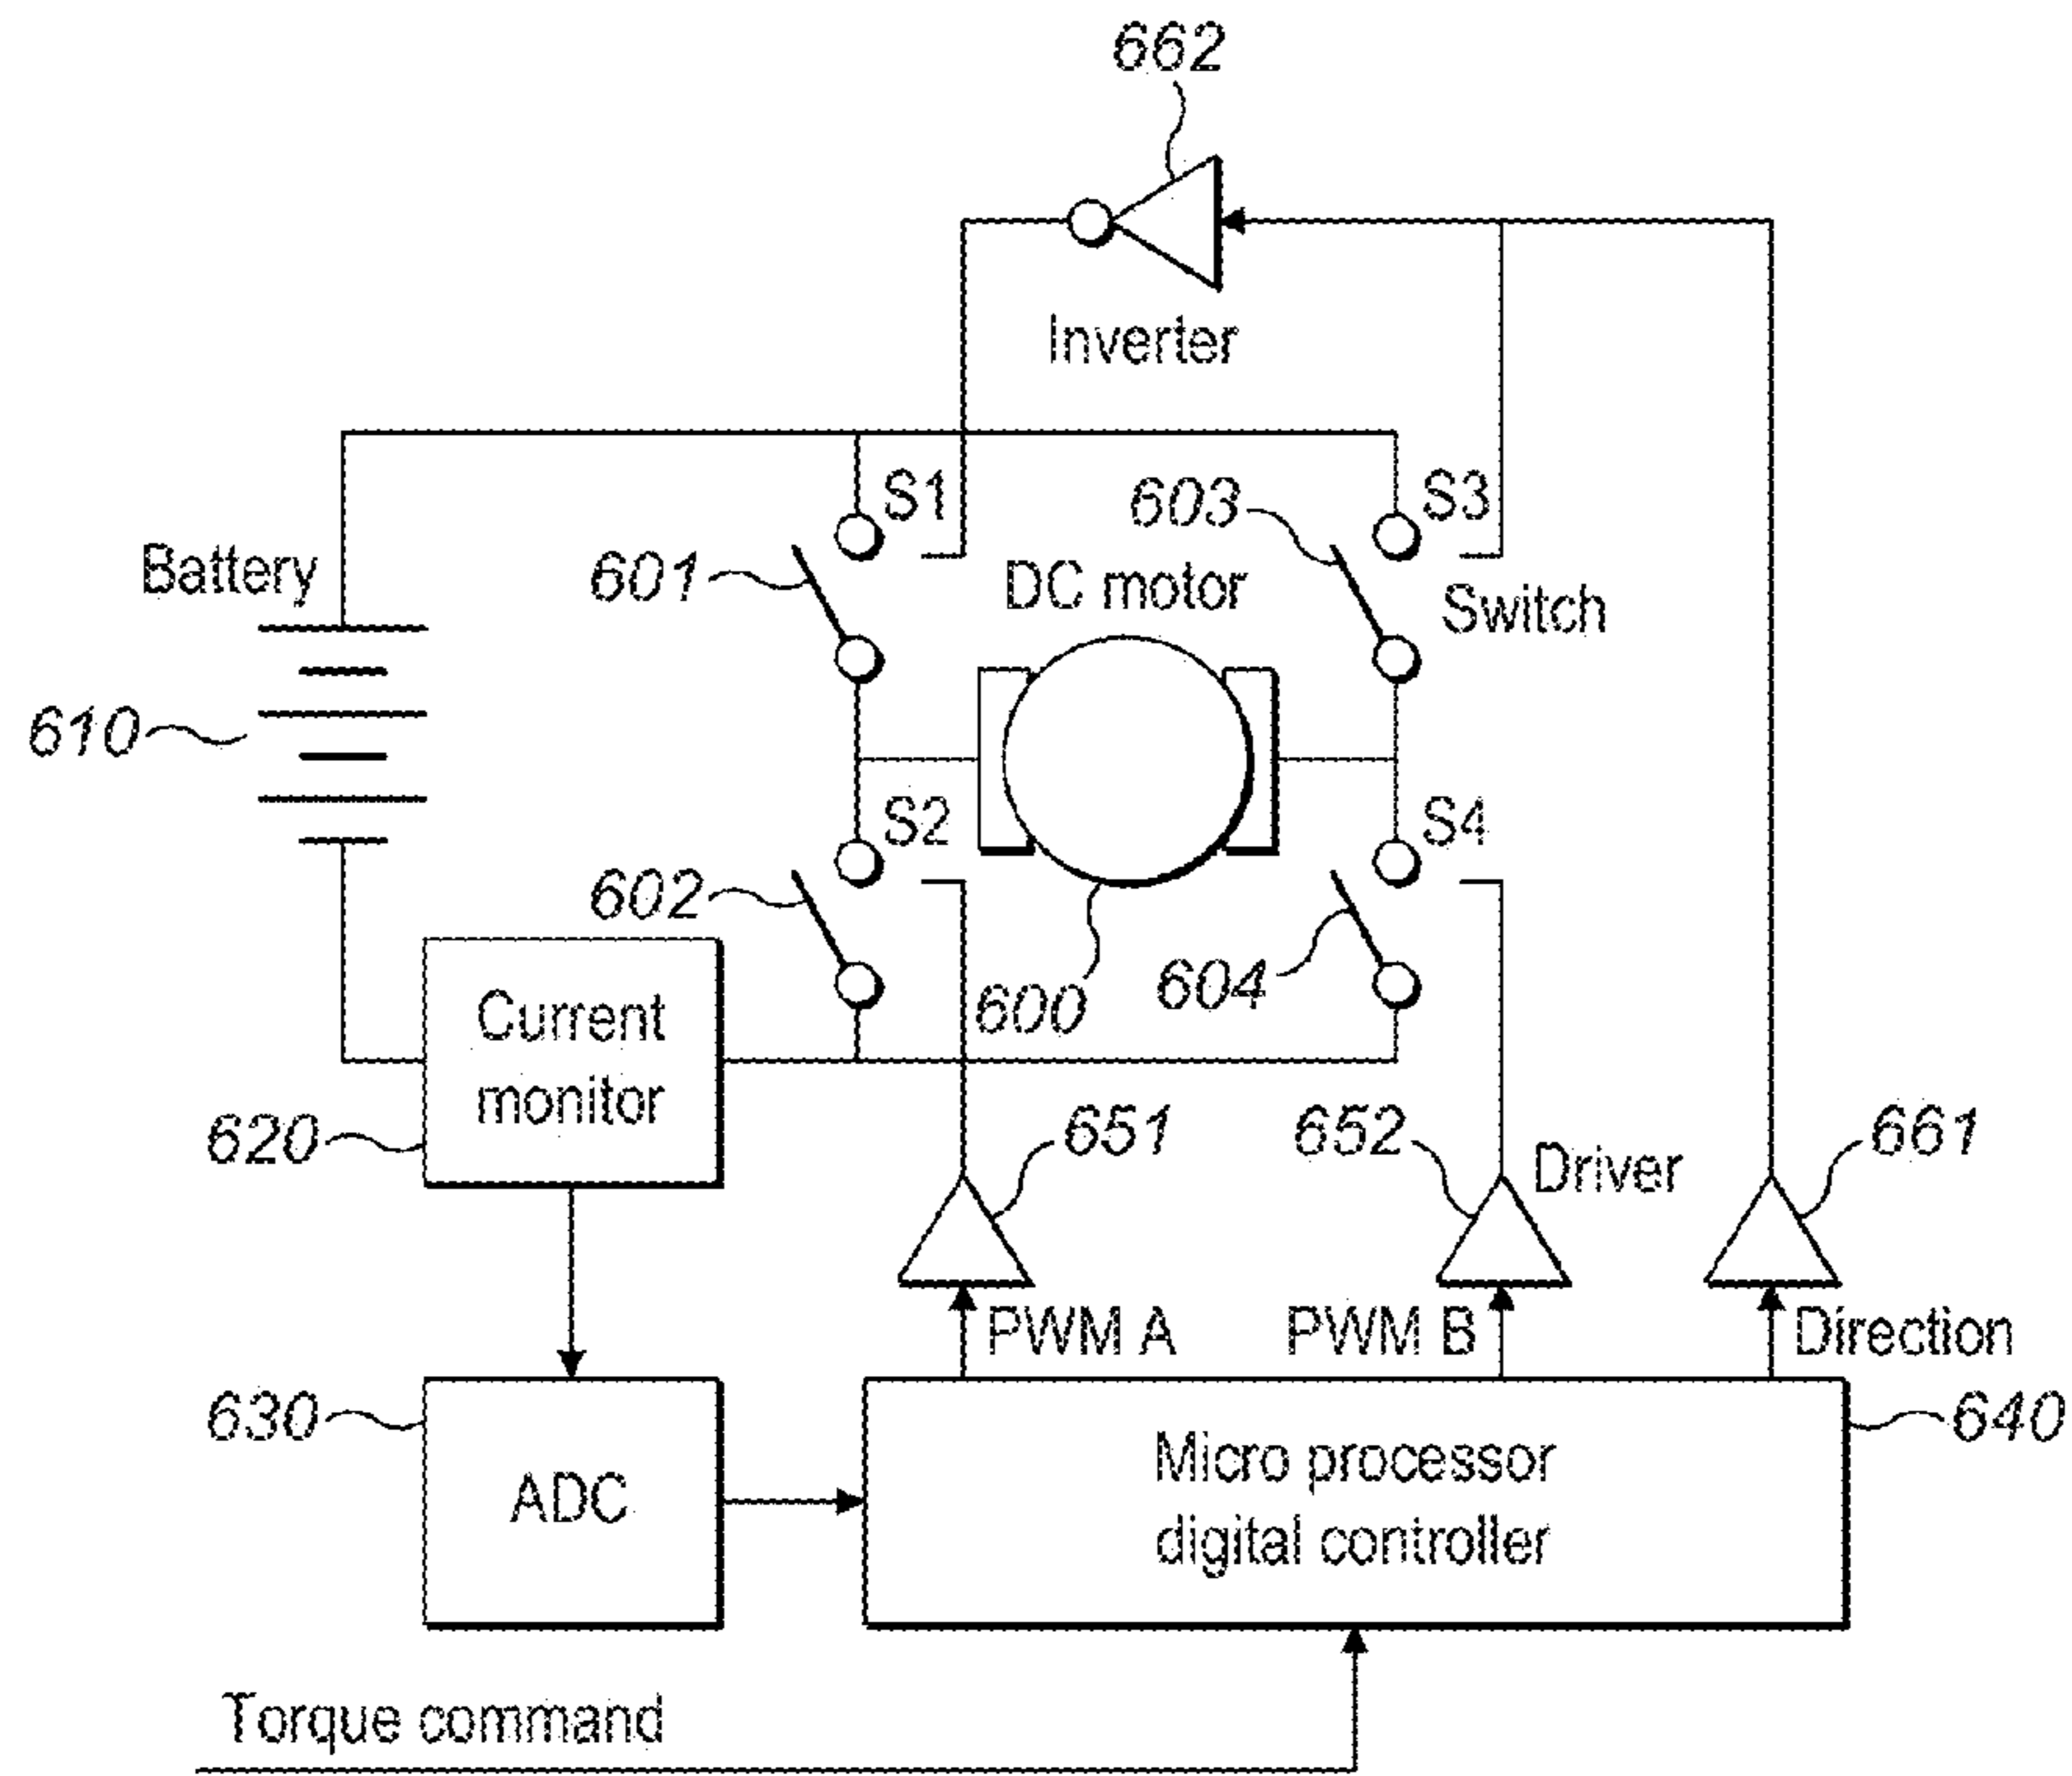 662
Inverter
S1
603
S3
Battery
601
DC motor
Switch
610
S2
S4
602
604
600
Current
monitor
620
651
652
Driver
661
PWM A
PWM B
Direction
630
ADC
Micro processor
digital controller
640
Torque command